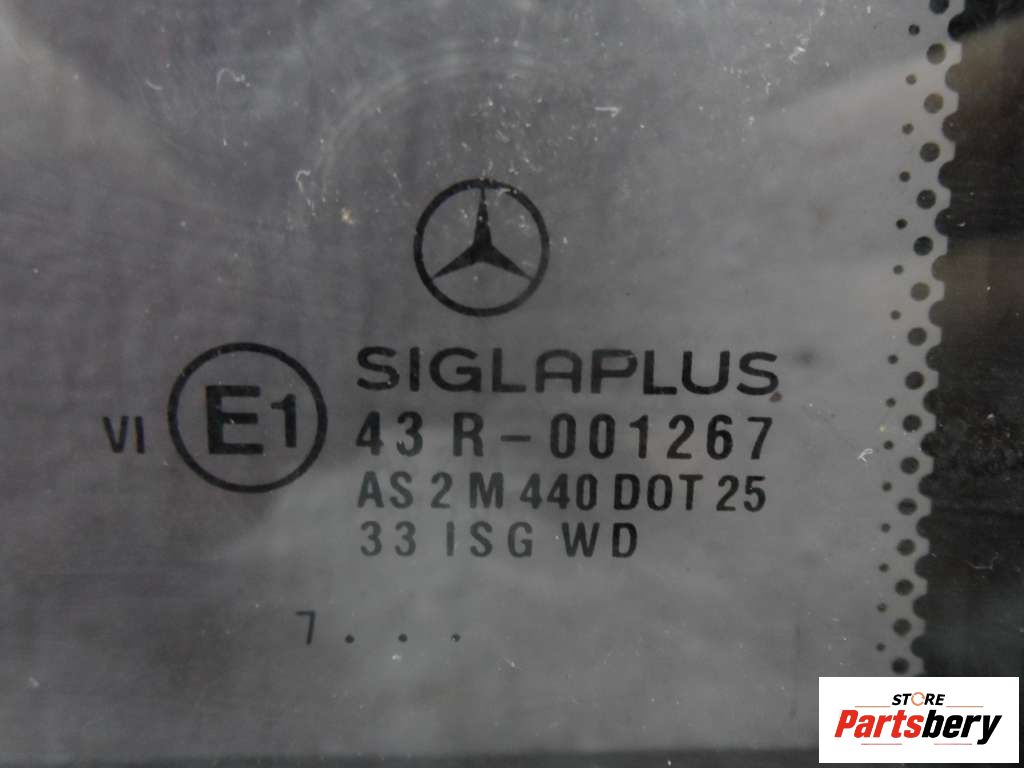 SIGLAPLUS
VI E1 43 R-001267
AS 2 M 440 DOT 25
33 ISG WD
7 . . .
STORE
Partsbery